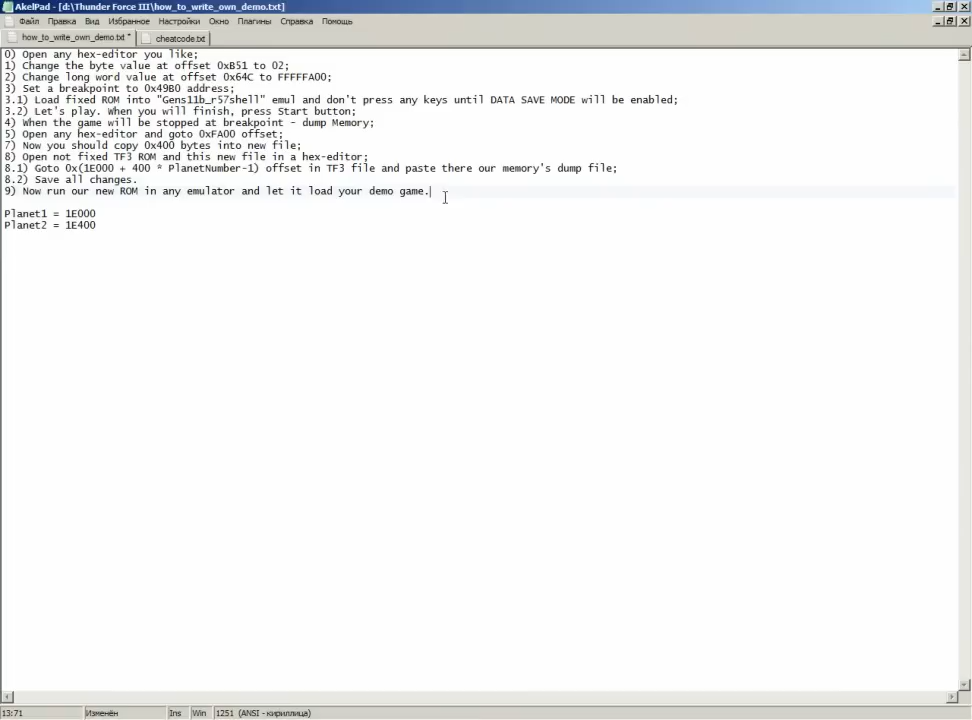 AkelPad - [d:\Thunder Force III\how_to_write_own_demo.txt]
Файл Правка Вид Избранное Настройки Окно Плагины Справка Помощь
how_to_write_own_demo.txt * cheatcode.txt
0) Open any hex-editor you like;
1) Change the byte value at offset 0xB51 to 02;
2) Change long word value at offset 0x64C to FFFFFA00;
3) Set a breakpoint to 0x49B0 address;
3.1) Load fixed ROM into "Gens11b_r57shell" emul and don't press any keys until DATA SAVE MODE will be enabled;
3.2) Let's play. When you will finish, press Start button;
4) When the game will be stopped at breakpoint - dump Memory;
5) Open any hex-editor and goto 0xFA00 offset;
7) Now you should copy 0x400 bytes into new file;
8) Open not fixed TF3 ROM and this new file in a hex-editor;
8.1) Goto 0x(1E000 + 400 * PlanetNumber-1) offset in TF3 file and paste there our memory's dump file;
8.2) Save all changes.
9) Now run our new ROM in any emulator and let it load your demo game.
Planet1 = 1E000
Planet2 = 1E400
13:71 Изменён Ins Win 1251 (ANSI - кириллица)